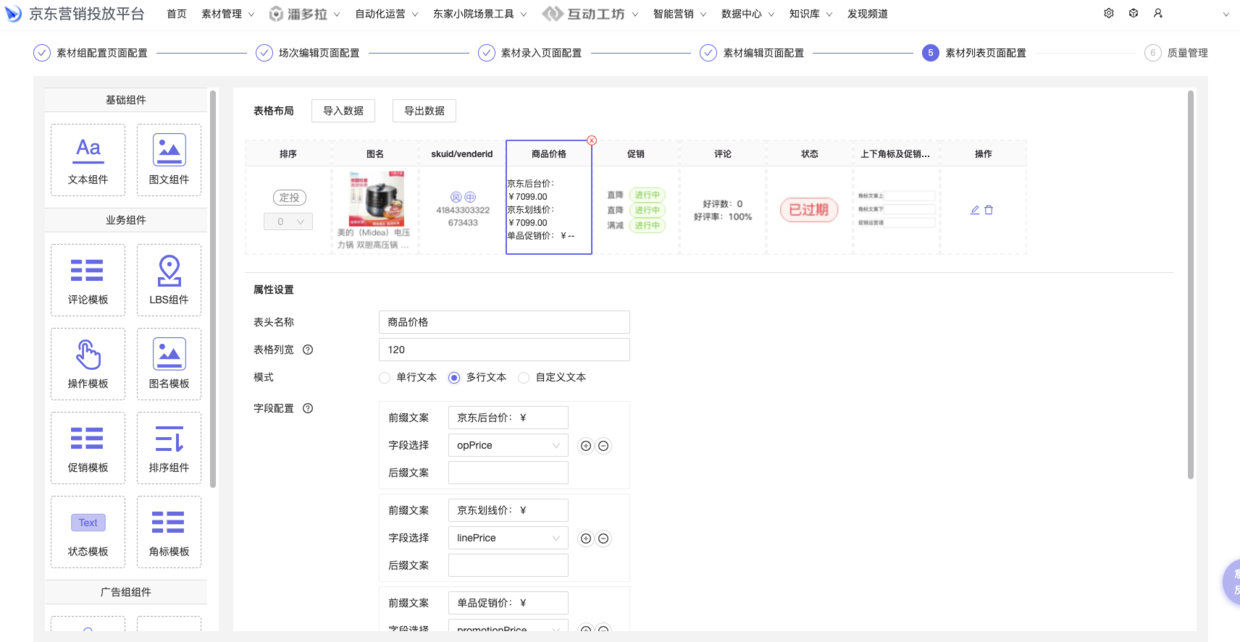 京东营销投放平台 首页 素材管理 潘多拉 自动化运营 东家小院场景工具 互动工坊 智能营销 数据中心 知识库 发现频道
素材组配置页面配置 场次编辑页面配置 素材录入页面配置 素材编辑页面配置 5 素材列表页面配置 6 质量管理
基础组件
Aa
文本组件 图文组件
业务组件
评论模板 LBS组件
操作模板 图名模板
促销模板 排序组件
Text
状态模板 角标模板
广告组组件
表格布局 导入数据 导出数据
排序 图名 skuid/venderid 商品价格 促销 评论 状态 上下角标及促销... 操作
定投
0
美的（Midea）电压
力锅 双胆高压锅 ...
41843303322
673433
京东后台价：
¥7099.00
京东划线价：
¥7099.00
单品促销价： ¥--
直降 进行中
直降 进行中
满减 进行中
好评数：0
好评率：100%
已过期
角标文案上
角标文案下
属性设置
表头名称 商品价格
表格列宽 120
模式 单行文本 多行文本 自定义文本
字段配置
前缀文案 京东后台价：¥
字段选择 opPrice
后缀文案
前缀文案 京东划线价：¥
字段选择 linePrice
后缀文案
前缀文案 单品促销价：¥
字段选择 promotionPrice